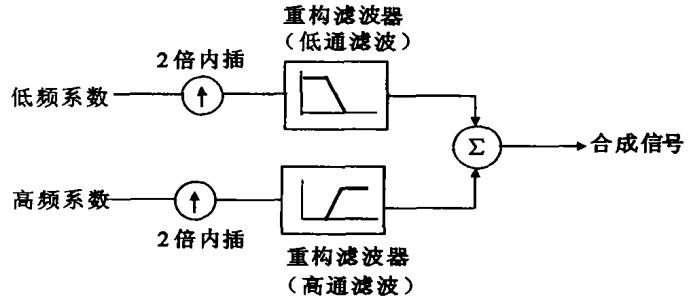 重构滤波器
（低通滤波）
2倍内插
低频系数
Σ
合成信号
高频系数
2倍内插
重构滤波器
（高通滤波）